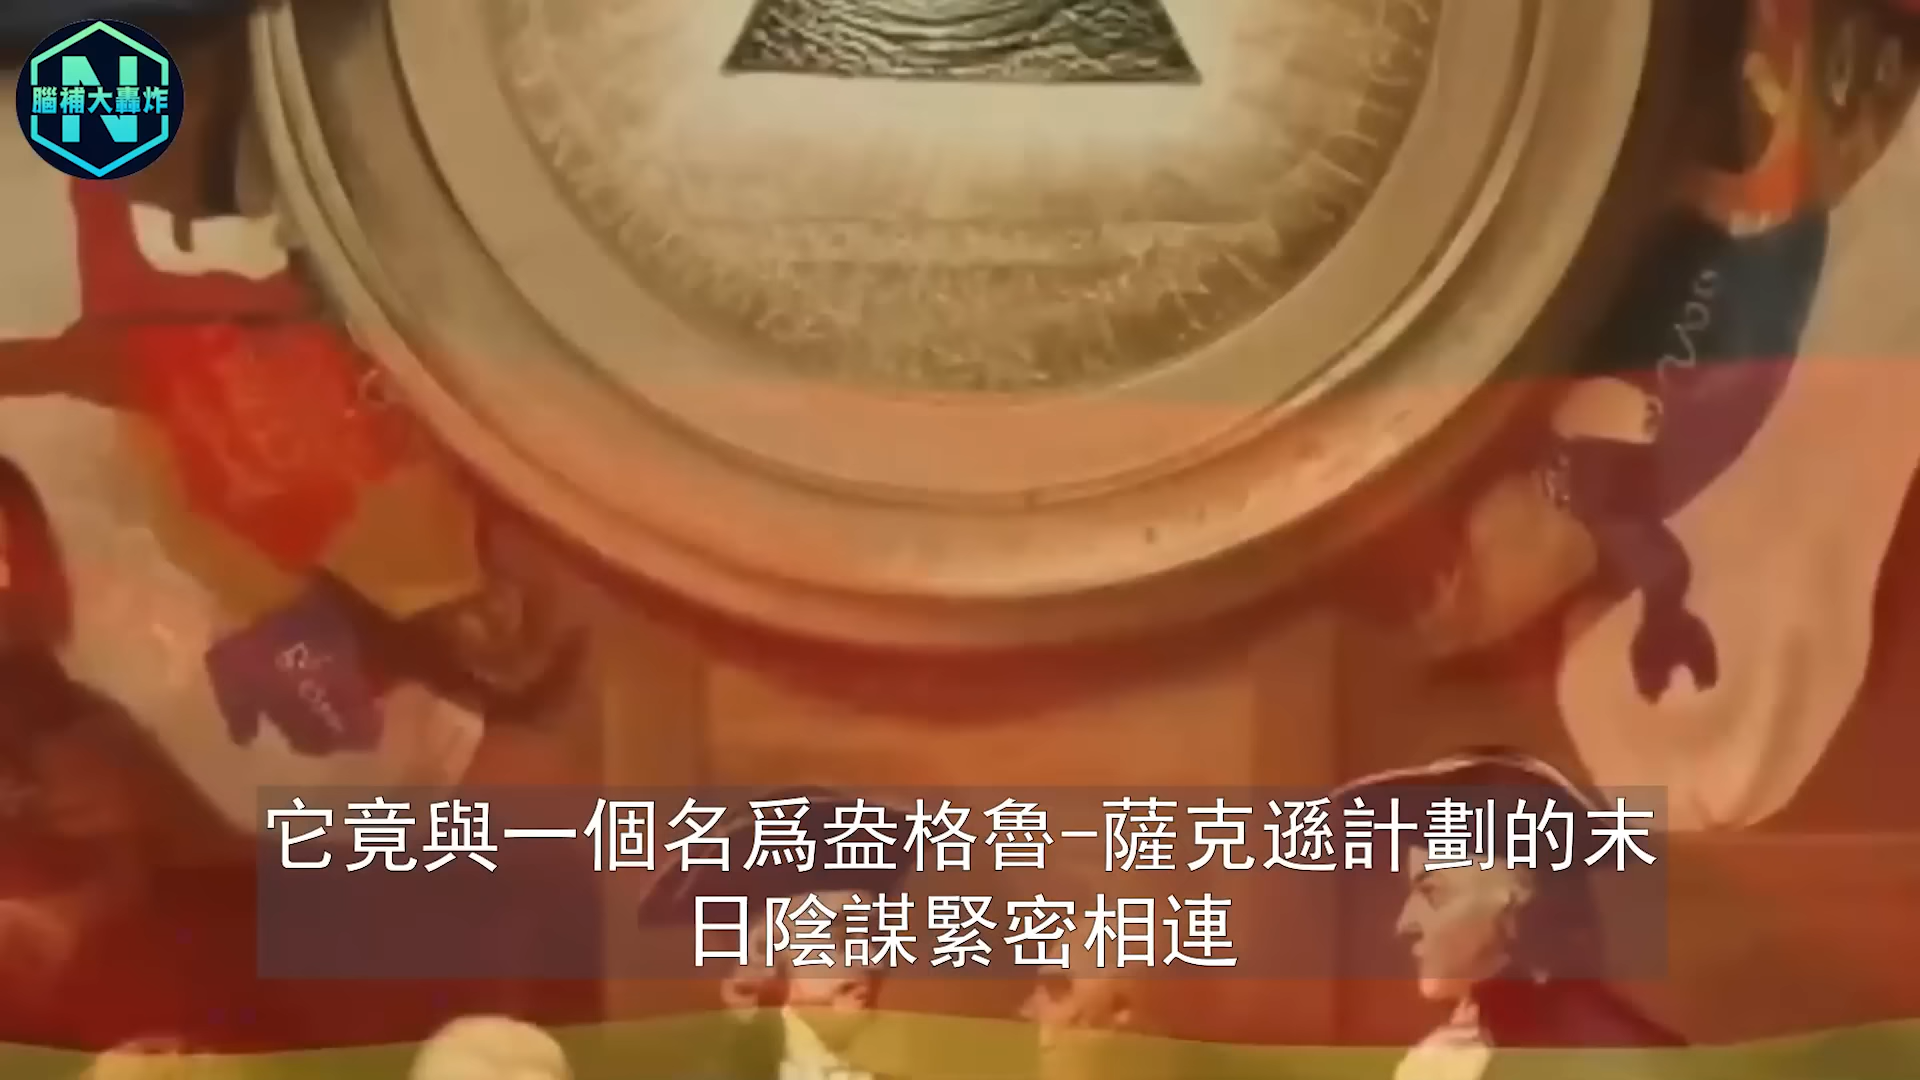 腦補大轟炸
它竟與一個名爲盎格魯-薩克遜計劃的末
日陰謀緊密相連